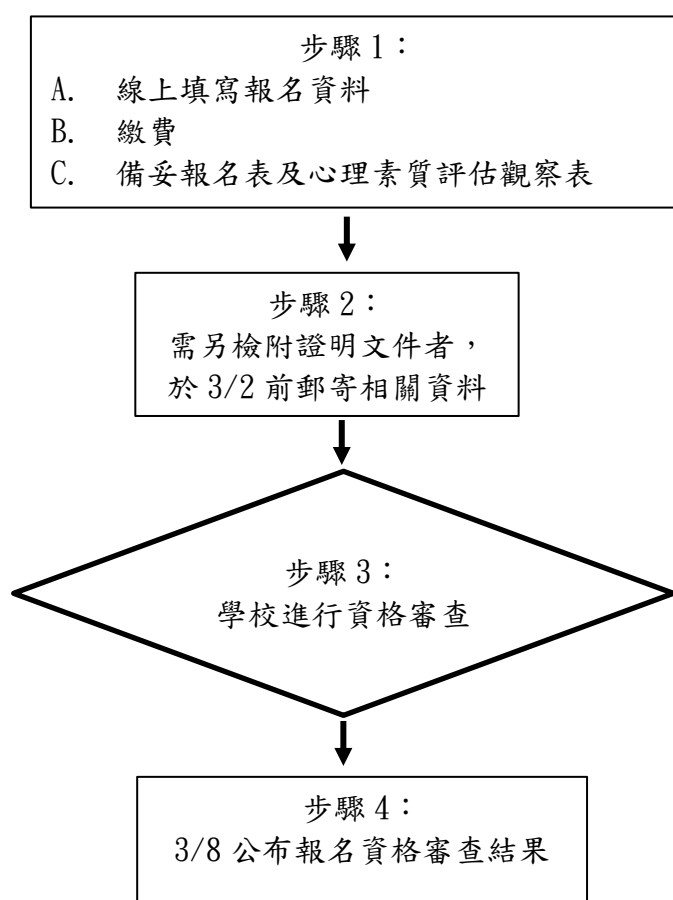 步驟 1：
A. 線上填寫報名資料
B. 繳費
C. 備妥報名表及心理素質評估觀察表
步驟 2：
需另檢附證明文件者，
於 3/2 前郵寄相關資料
步驟 3：
學校進行資格審查
步驟 4：
3/8 公布報名資格審查結果